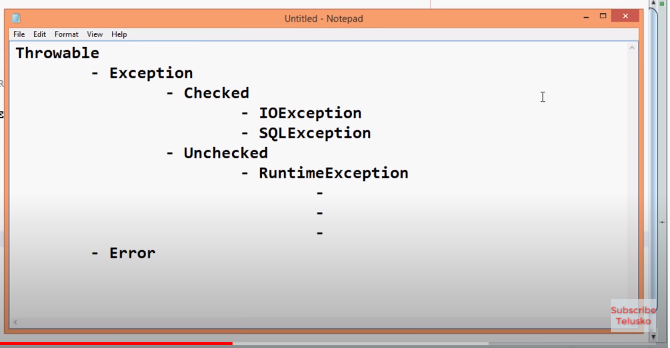 Untitled - Notepad
File Edit Format View Help
Throwable
- Exception
- Checked
- IOException
- SQLException
- Unchecked
- RuntimeException
-
-
-
- Error
Subscribe
Telusko